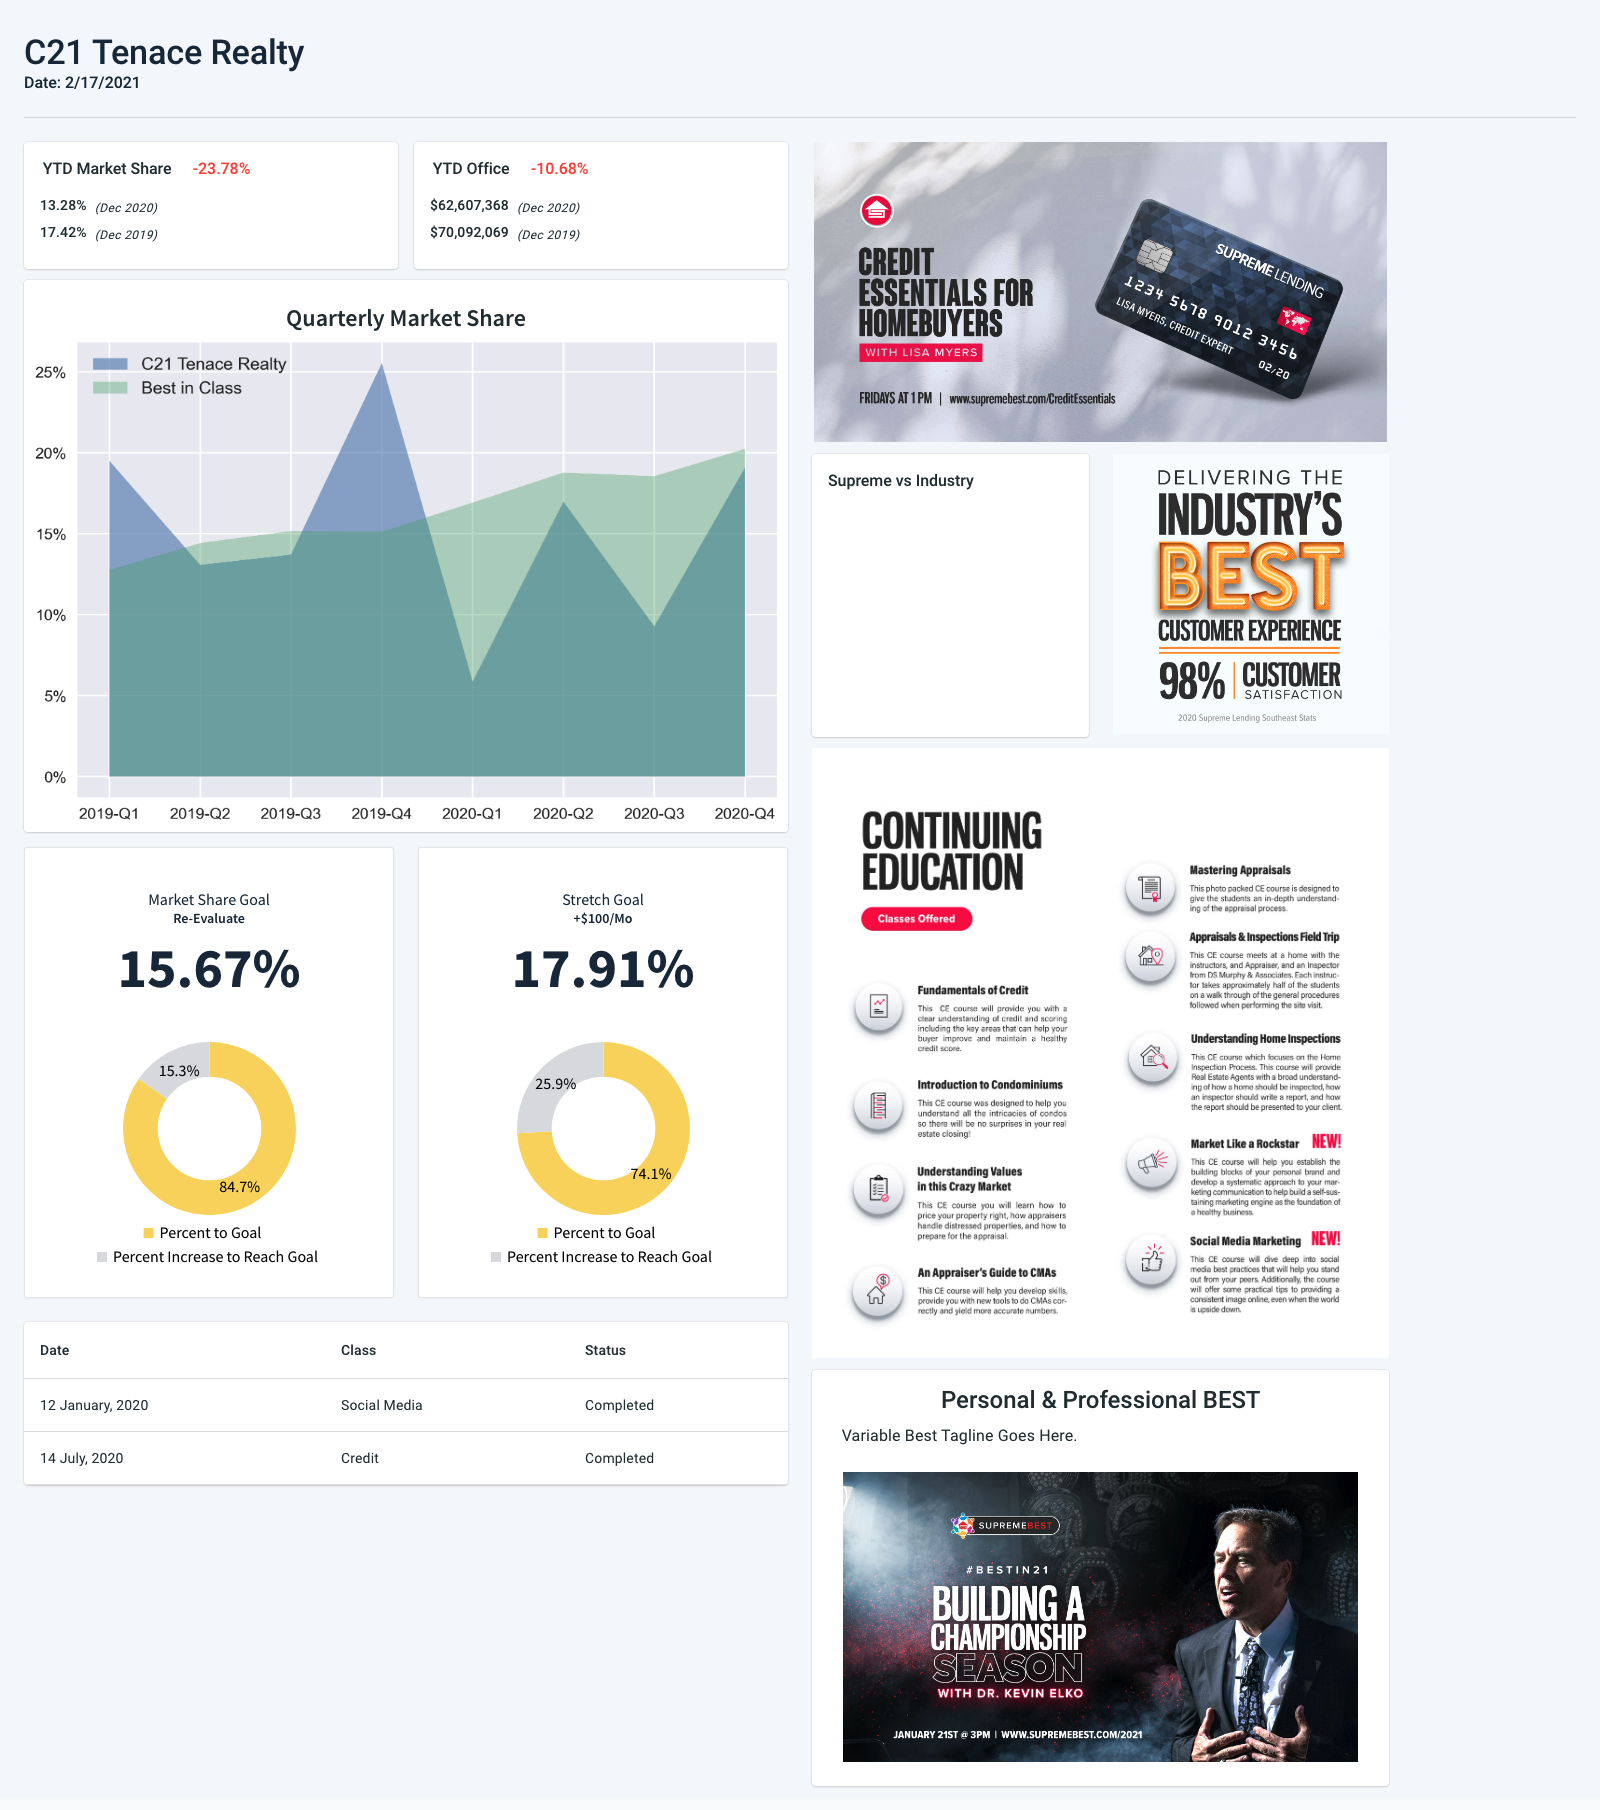 C21 Tenace Realty
Date: 2/17/2021
YTD Market Share -23.78%
13.28% (Dec 2020)
17.42% (Dec 2019)
YTD Office -10.68%
$62,607,368 (Dec 2020)
$70,092,069 (Dec 2019)
Quarterly Market Share
C21 Tenace Realty
Best in Class
25%
20%
15%
10%
5%
0%
2019-Q1 2019-Q2 2019-Q3 2019-Q4 2020-Q1 2020-Q2 2020-Q3 2020-Q4
Market Share Goal
Re-Evaluate
15.67%
15.3%
84.7%
Percent to Goal
Percent Increase to Reach Goal
Stretch Goal
+$100/Mo
17.91%
25.9%
74.1%
Percent to Goal
Percent Increase to Reach Goal
Date Class Status
12 January, 2020 Social Media Completed
14 July, 2020 Credit Completed
CREDIT
ESSENTIALS FOR
HOMEBUYERS
WITH LISA MYERS
FRIDAYS AT 1 PM | www.supremebest.com/CreditEssentials
SUPREME LENDING
1234 5678 9012 3456
LISA MYERS, CREDIT EXPERT
02/20
Supreme vs Industry
DELIVERING THE
INDUSTRY'S
BEST
CUSTOMER EXPERIENCE
98% | CUSTOMER
SATISFACTION
2020 Supreme Lending Southeast Stats
CONTINUING
EDUCATION
Classes Offered
Fundamentals of Credit
This CE course will provide you with a
clear understanding of credit and scoring
including the key areas that can help your
buyer improve and maintain a healthy
credit score.
Introduction to Condominiums
This CE course was designed to help you
understand all the intricacies of condos
so there will be no surprises in your real
estate closing!
Understanding Values
in this Crazy Market
This CE course you will learn how to
price your property right, how appraisers
handle distressed properties, and how to
prepare for the appraisal.
An Appraiser's Guide to CMAs
This CE course will help you develop skills,
provide you with new tools to do CMAs cor-
rectly and yield more accurate numbers.
Mastering Appraisals
This photo packed CE course is designed to
give the students an in-depth understand-
ing of the appraisal process.
Appraisals & Inspections Field Trip
This CE course meets at a home with the
instructors, and Appraiser, and an Inspector
from DS Murphy & Associates. Each instruc-
tor takes approximately half of the students
on a walk through of the general procedures
followed when performing the site visit.
Understanding Home Inspections
This CE course which focuses on the Home
Inspection Process. This course will provide
Real Estate Agents with a broad understand-
ing of how a home should be inspected, how
an inspector should write a report, and how
the report should be presented to your client.
Market Like a Rockstar NEW!
This CE course will help you establish the
building blocks of your personal brand and
develop a systematic approach to your mar-
keting communication to help build a self-sus-
taining marketing engine as the foundation of
a healthy business.
Social Media Marketing NEW!
This CE course will dive deep into social
media best practices that will help you stand
out from your peers. Additionally, the course
will offer some practical tips to providing a
consistent image online, even when the world
is upside down.
Personal & Professional BEST
Variable Best Tagline Goes Here.
SUPREMEBEST
#BESTIN21
BUILDING A
CHAMPIONSHIP
SEASON
WITH DR. KEVIN ELKO
JANUARY 21ST @ 3PM | WWW.SUPREMEBEST.COM/2021